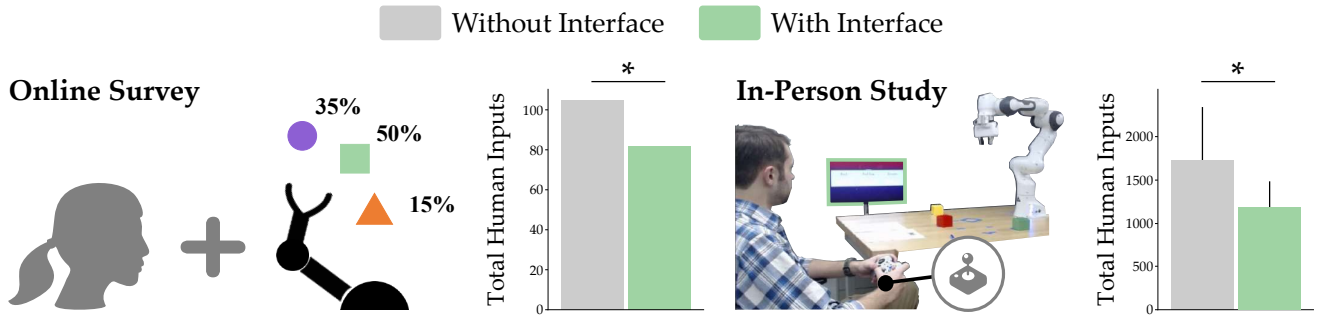 Without Interface
With Interface
Online Survey
35%
50%
15%
Total Human Inputs
100
80
60
40
20
0
*
In-Person Study
Total Human Inputs
2000
1500
1000
500
0
*